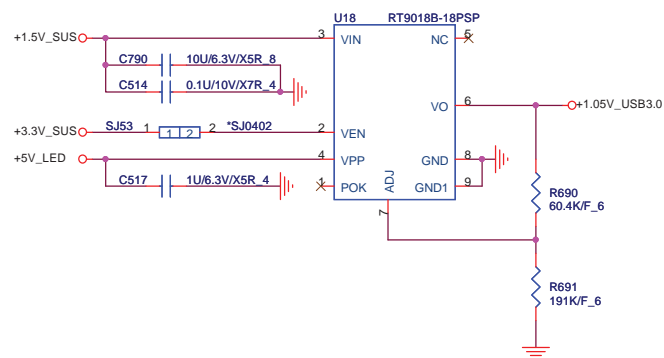 U18 RT9018B-18PSP
+1.5V_SUS 3 VIN NC 5
C790 10U/6.3V/X5R_8
C514 0.1U/10V/X7R_4
VO 6 +1.05V_USB3.0
+3.3V_SUS SJ53 1 1 2 2 *SJ0402 2 VEN
+5V_LED 4 VPP GND 8
C517 1U/6.3V/X5R_4 1 POK ADJ GND1 9
7
R690
60.4K/F_6
R691
191K/F_6